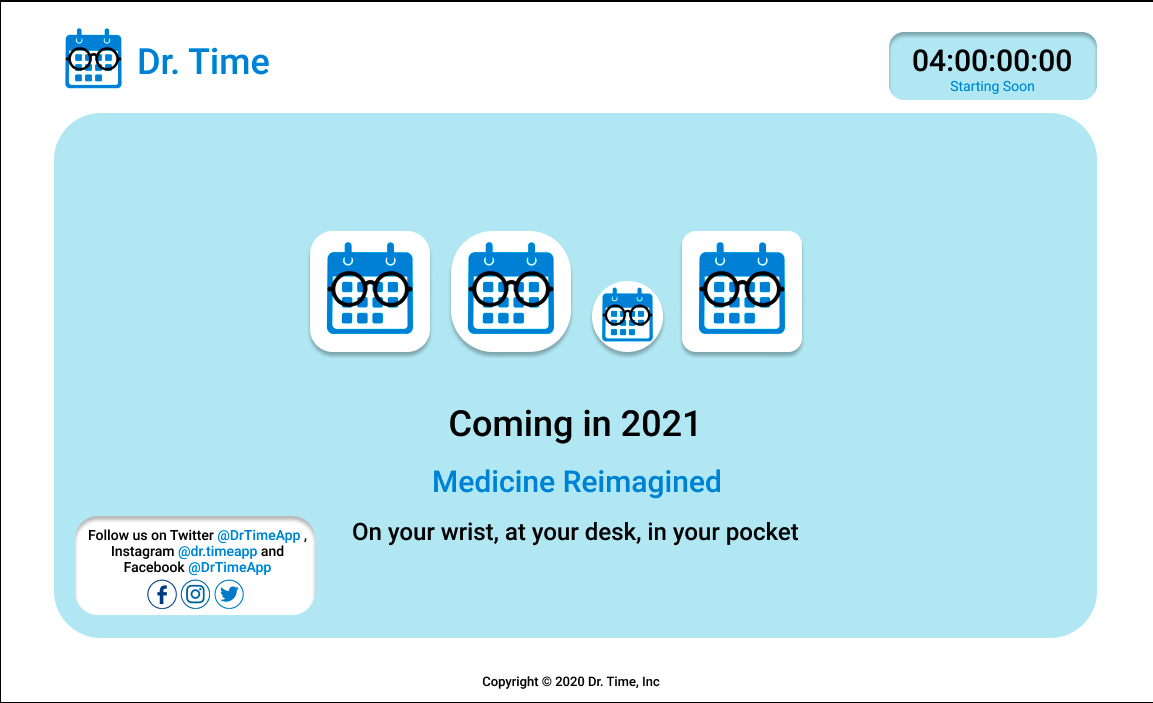 Dr. Time
04:00:00:00
Starting Soon
Coming in 2021
Medicine Reimagined
On your wrist, at your desk, in your pocket
Follow us on Twitter @DrTimeApp ,
Instagram @dr.timeapp and
Facebook @DrTimeApp
Copyright © 2020 Dr. Time, Inc